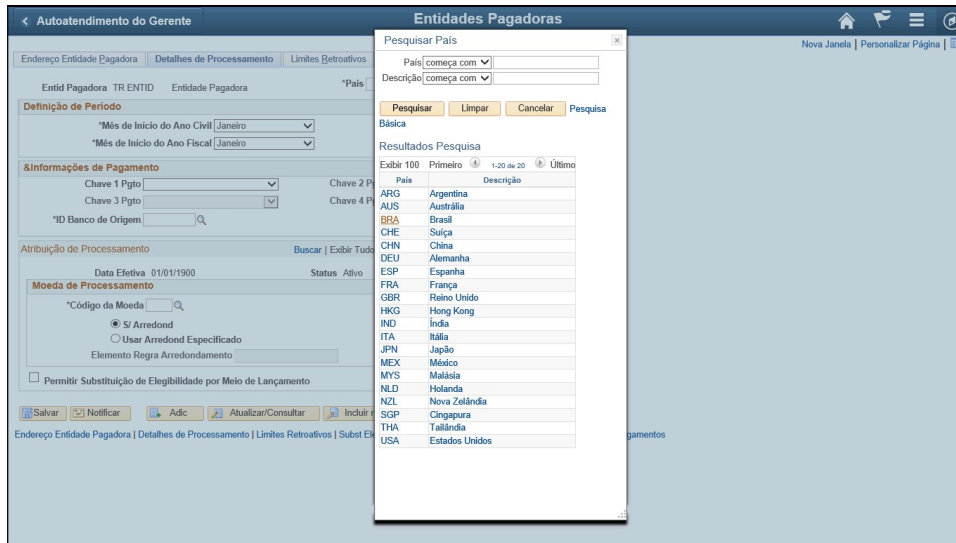 Autoatendimento do Gerente
Entidades Pagadoras
Nova Janela | Personalizar Página |
Endereço Entidade Pagadora Detalhes de Processamento Limites Retroativos
Entid Pagadora TR ENTID Entidade Pagadora *País
Definição de Período
*Mês de Início do Ano Civil Janeiro
*Mês de Início do Ano Fiscal Janeiro
&Informações de Pagamento
Chave 1 Pgto Chave 2
Chave 3 Pgto Chave 4
*ID Banco de Origem
Atribuição de Processamento Buscar | Exibir Tudo
Data Efetiva 01/01/1900 Status Ativo
Moeda de Processamento
*Código da Moeda
S/ Arredond
Usar Arredond Especificado
Elemento Regra Arredondamento
Permitir Substituição de Elegibilidade por Meio de Lançamento
Salvar Notificar Adic Atualizar/Consultar Incluir
Endereço Entidade Pagadora | Detalhes de Processamento | Limites Retroativos | Subst
Pesquisar País
País começa com
Descrição começa com
Pesquisar Limpar Cancelar Pesquisa
Básica
Resultados Pesquisa
Exibir 100 Primeiro 1-20 de 20 Último
País Descrição
ARG Argentina
AUS Austrália
BRA Brasil
CHE Suíça
CHN China
DEU Alemanha
ESP Espanha
FRA França
GBR Reino Unido
HKG Hong Kong
IND Índia
ITA Itália
JPN Japão
MEX México
MYS Malásia
NLD Holanda
NZL Nova Zelândia
SGP Cingapura
THA Tailândia
USA Estados Unidos